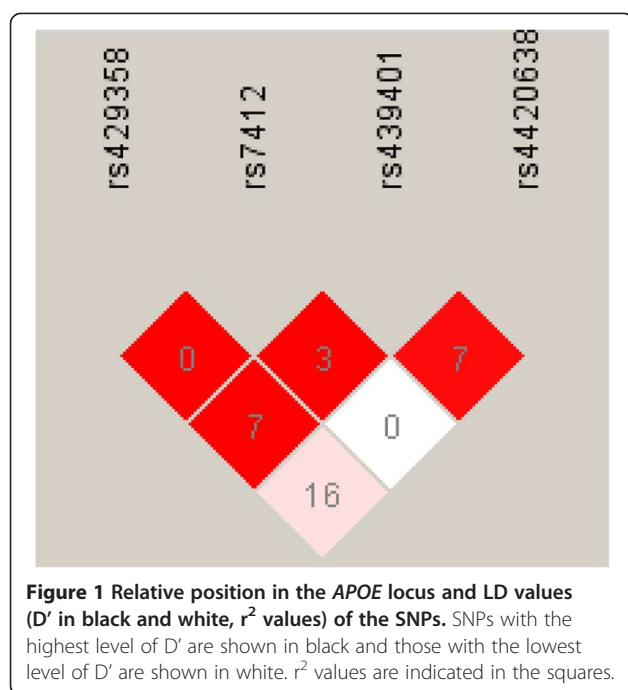 rs429358
rs7412
rs439401
rs4420638
0
3
7
7
0
16
Figure 1 Relative position in the APOE locus and LD values
(D’ in black and white, r² values) of the SNPs. SNPs with the
highest level of D’ are shown in black and those with the lowest
level of D’ are shown in white. r² values are indicated in the squares.